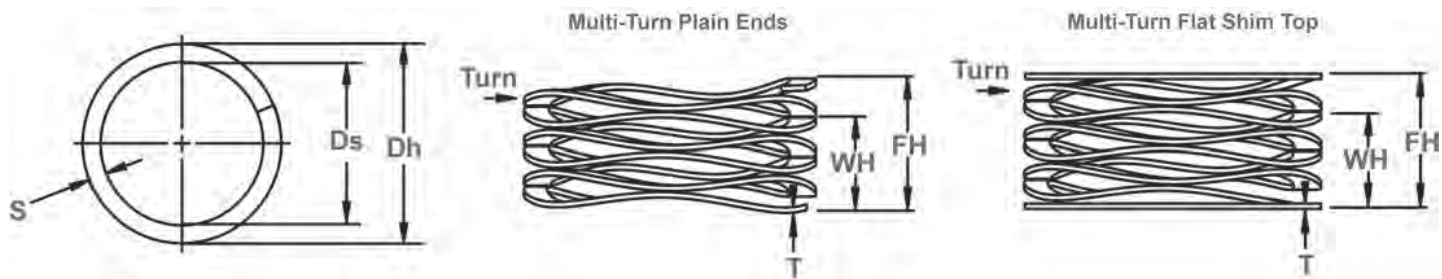 Multi-Turn Plain Ends
Multi-Turn Flat Shim Top
Turn
Turn
Ds
Dh
S
WH
FH
T
WH
FH
T